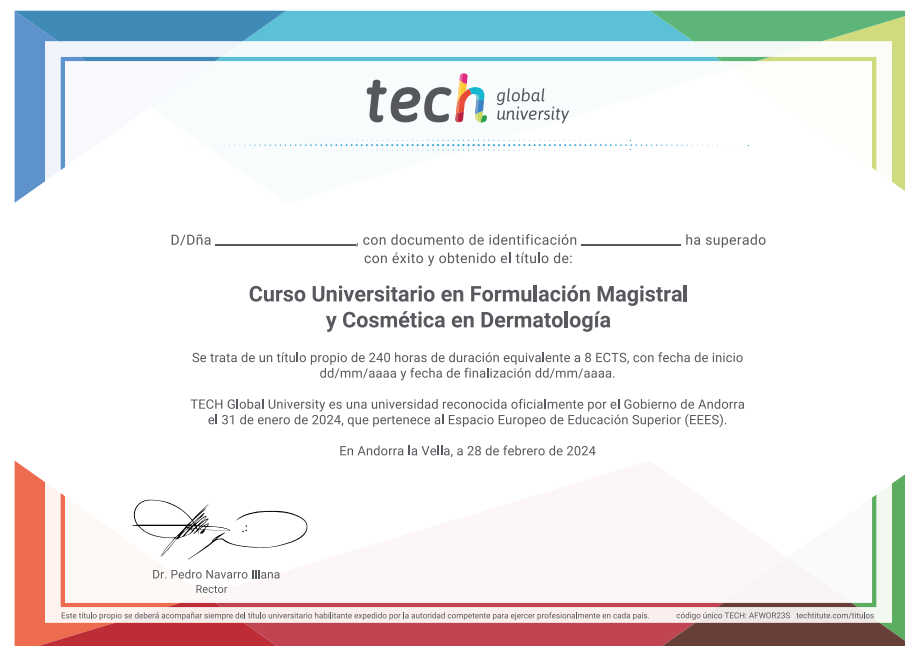 tech global university
D/Dña ____________, con documento de identificación ____________ ha superado
con éxito y obtenido el título de:
Curso Universitario en Formulación Magistral
y Cosmética en Dermatología
Se trata de un título propio de 240 horas de duración equivalente a 8 ECTS, con fecha de inicio
dd/mm/aaaa y fecha de finalización dd/mm/aaaa.
TECH Global University es una universidad reconocida oficialmente por el Gobierno de Andorra
el 31 de enero de 2024, que pertenece al Espacio Europeo de Educación Superior (EEES).
En Andorra la Vella, a 28 de febrero de 2024
Dr. Pedro Navarro Illana
Rector
Este título propio se deberá acompañar siempre del título universitario habilitante expedido por la autoridad competente para ejercer profesionalmente en cada país. código único TECH: AFWOR23S techtitute.com/titulos